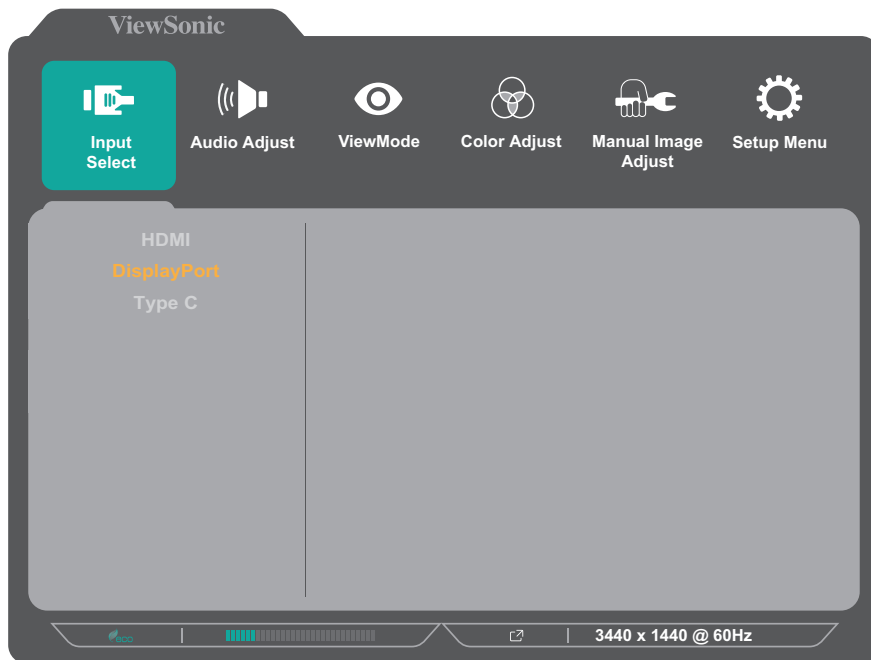 ViewSonic
Input
Select
Audio Adjust
ViewMode
Color Adjust
Manual Image
Adjust
Setup Menu
HDMI
DisplayPort
Type C
eco
3440 x 1440 @ 60Hz